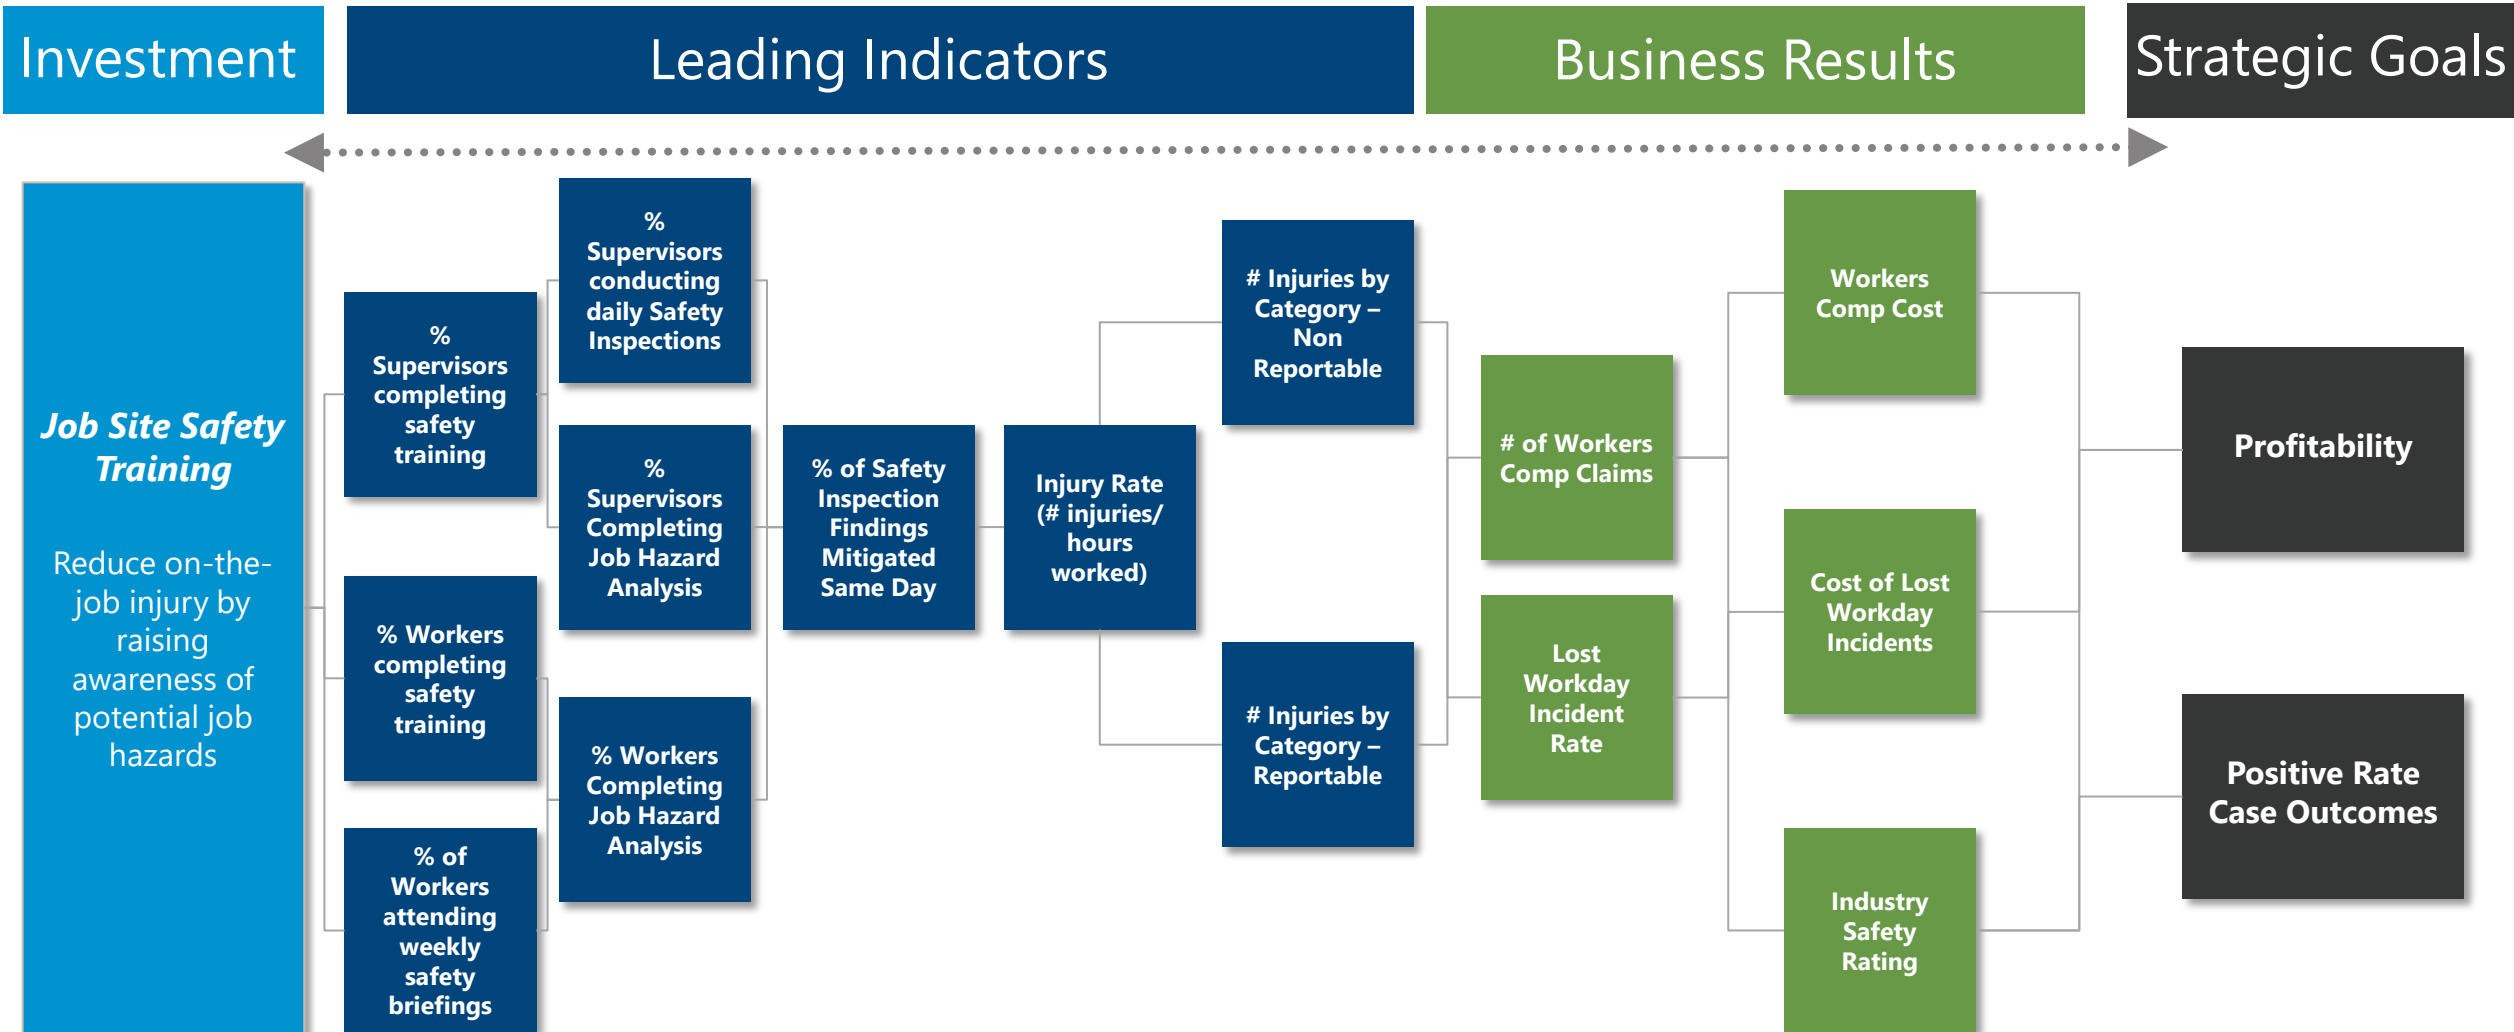 Investment
Leading Indicators
Business Results
Strategic Goals
Job Site Safety
Training
Reduce on-the-
job injury by
raising
awareness of
potential job
hazards
%
Supervisors
completing
safety
training
% Workers
completing
safety
training
% of
Workers
attending
weekly
safety
briefings
%
Supervisors
conducting
daily Safety
Inspections
%
Supervisors
Completing
Job Hazard
Analysis
% Workers
Completing
Job Hazard
Analysis
% of Safety
Inspection
Findings
Mitigated
Same Day
Injury Rate
(# injuries/
hours
worked)
# Injuries by
Category –
Non
Reportable
# Injuries by
Category –
Reportable
# of Workers
Comp Claims
Lost
Workday
Incident
Rate
Workers
Comp Cost
Cost of Lost
Workday
Incidents
Industry
Safety
Rating
Profitability
Positive Rate
Case Outcomes